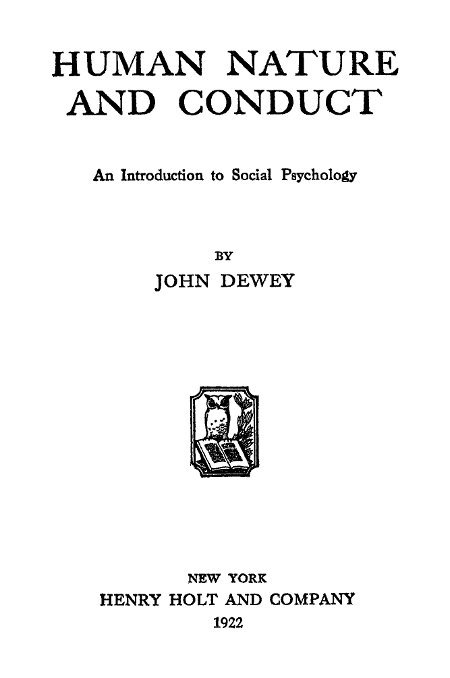 HUMAN NATURE
AND CONDUCT
An Introduction to Social Psychology
BY
JOHN DEWEY
NEW YORK
HENRY HOLT AND COMPANY
1922